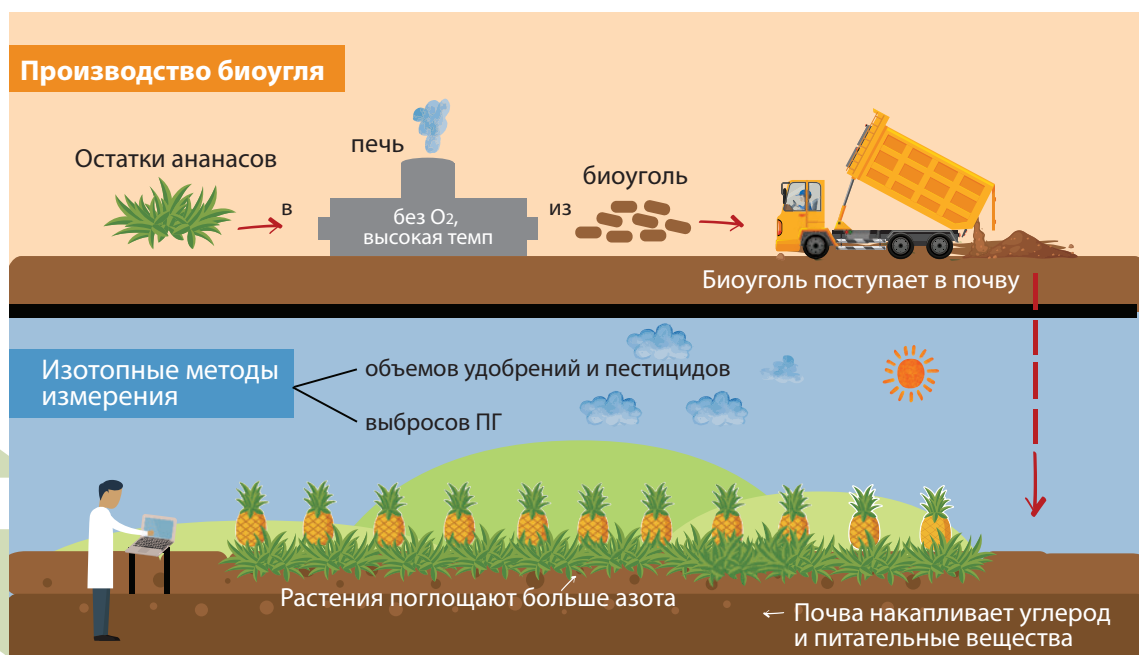 Производство биоугля
Остатки ананасов
в
печь
без O₂,
высокая темп
из
биоуголь
Биоуголь поступает в почву
Изотопные методы
измерения
объемов удобрений и пестицидов
выбросов ПГ
Растения поглощают больше азота
Почва накапливает углерод
и питательные вещества